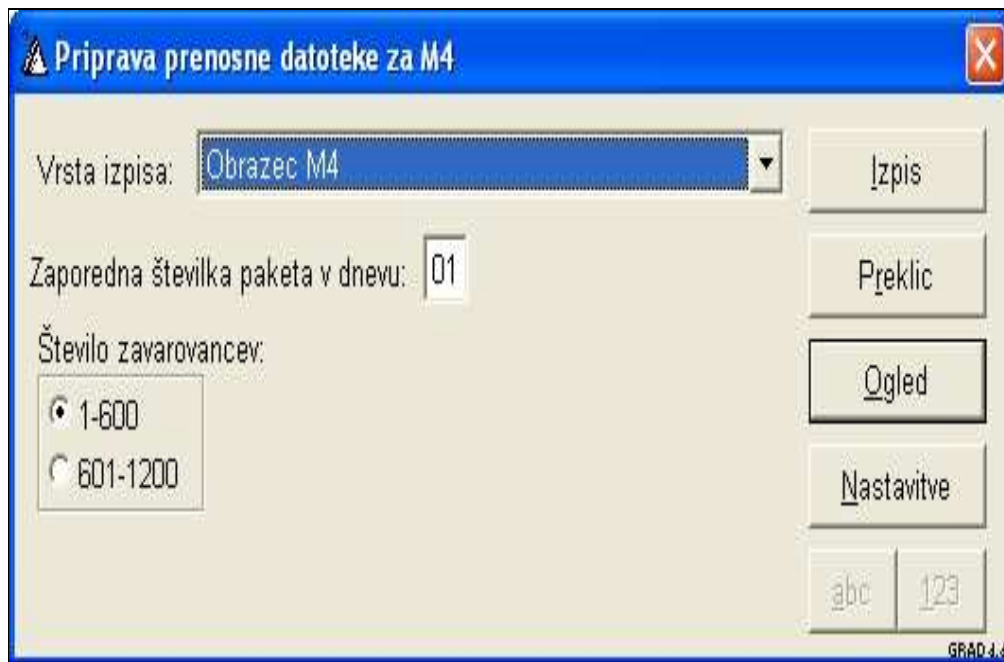 Priprava prenosne datoteke za M4
Vrsta izpisa: Obrazec M4
Izpis
Zaporedna številka paketa v dnevu: 01
Preklic
Število zavarovancev:
1-600
601-1200
Ogled
Nastavitve
abc 123
GRAD d.d